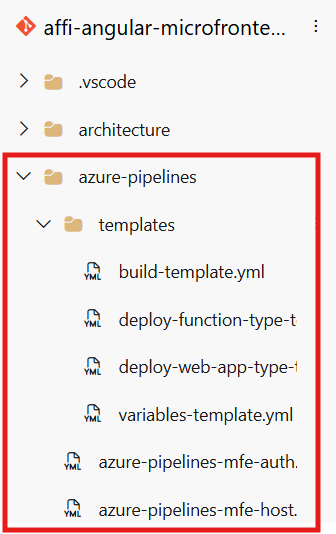 affi-angular-microfronte...
.vscode
architecture
azure-pipelines
templates
YML build-template.yml
YML deploy-function-type-t
YML deploy-web-app-type-t
YML variables-template.yml
YML azure-pipelines-mfe-auth.
YML azure-pipelines-mfe-host.